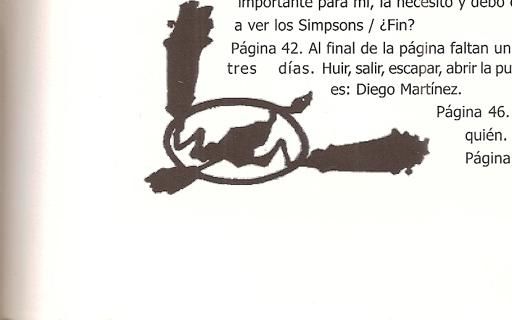 importante para mí, la necesito y debo
a ver los Simpsons / ¿Fin?
Página 42. Al final de la página faltan un
tres días. Huir, salir, escapar, abrir la
es: Diego Martínez.
Página 46.
quién.
Página